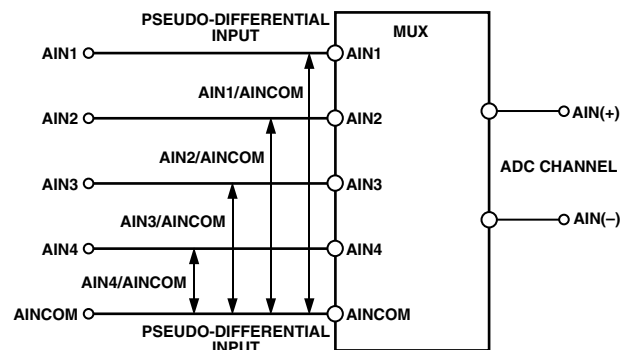 PSEUDO-DIFFERENTIAL
INPUT
MUX
AIN1
AIN1
AIN1/AINCOM
AIN2
AIN2
AIN(+)
AIN2/AINCOM
ADC CHANNEL
AIN3
AIN3
AIN3/AINCOM
AIN(–)
AIN4
AIN4
AIN4/AINCOM
AINCOM
AINCOM
PSEUDO-DIFFERENTIAL
INPUT